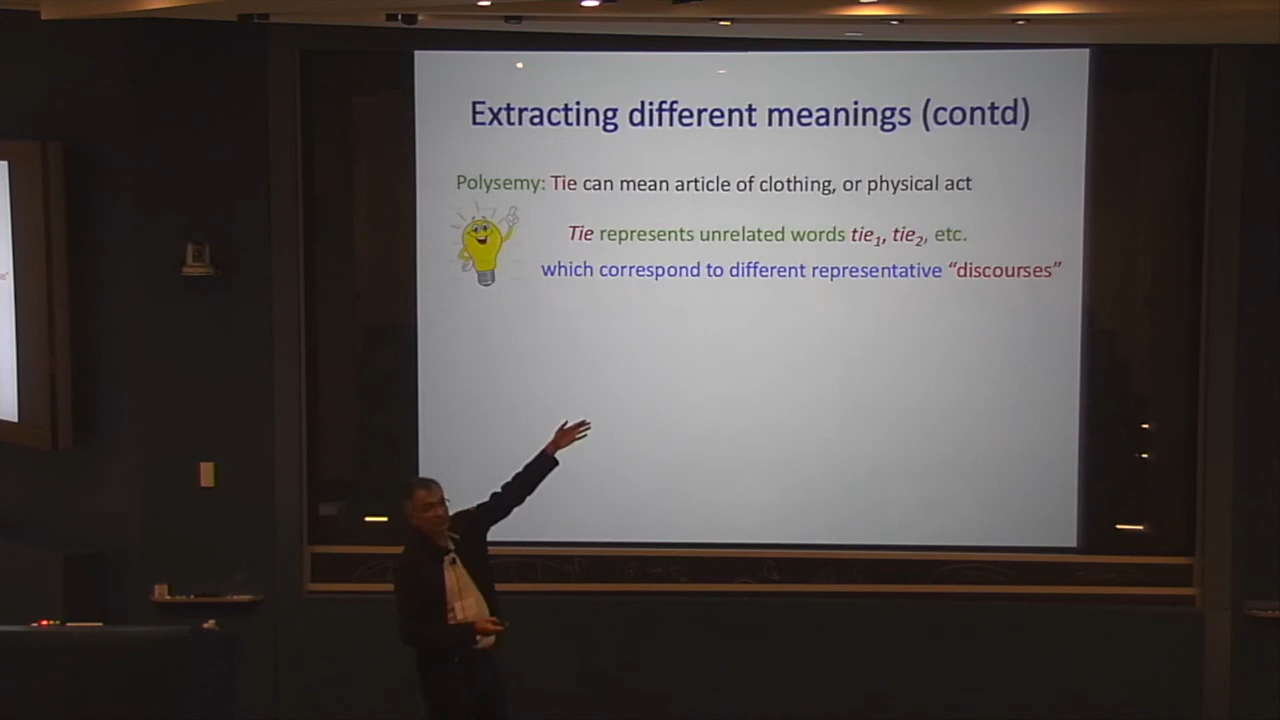 Extracting different meanings (contd)
Polysemy: Tie can mean article of clothing, or physical act
Tie represents unrelated words tie₁, tie₂, etc.
which correspond to different representative “discourses”